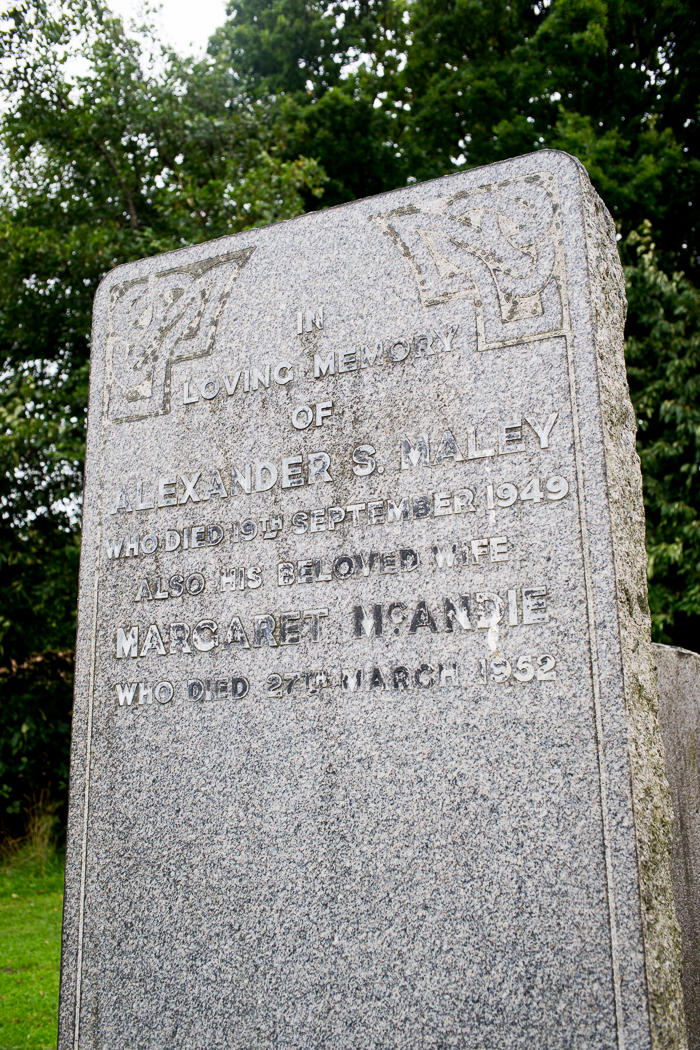 IN
LOVING MEMORY
OF
ALEXANDER S. MALEY
WHO DIED 19TH SEPTEMBER 1949
ALSO HIS BELOVED WIFE
MARGARET MCANDIE
WHO DIED 27TH MARCH 1952